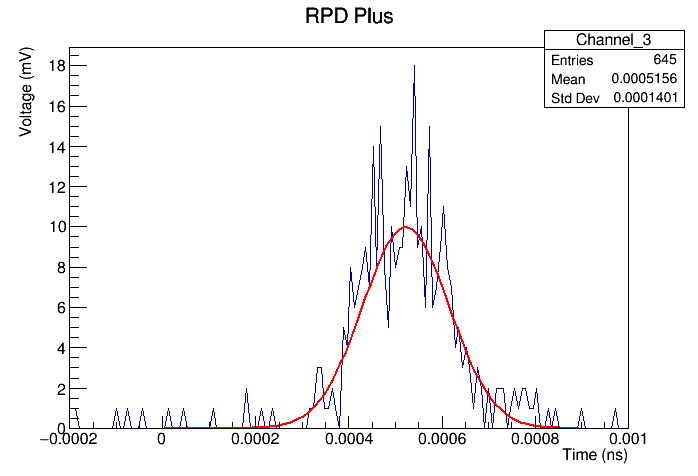 RPD Plus
Channel_3
Entries 645
Mean 0.0005156
Std Dev 0.0001401
Voltage (mV)
18
16
14
12
10
8
6
4
2
0
−0.0002 0 0.0002 0.0004 0.0006 0.0008 0.001
Time (ns)